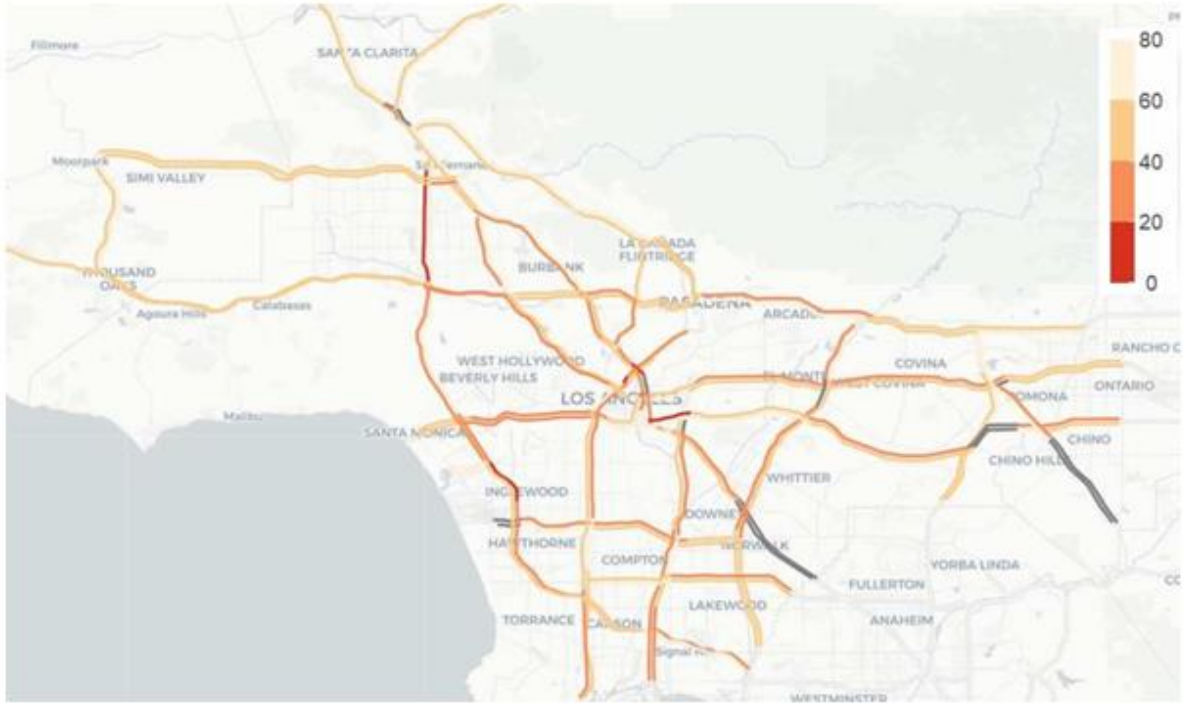 Fillmore
SANTA CLARITA
80
60
Moorpark
SIMI VALLEY
40
20
0
LA CANADA
FLINTRIDGE
BURBANK
THOUSAND
OAKS
Calabasas
Agoura Hills
PASADENA
RANCHO C
WEST HOLLYWOOD
COVINA
BEVERLY HILLS
EL MONTE
WEST COVINA
ONTARIO
LOS ANGELES
POMONA
Malibu
SANTA MONICA
CHINO
CHINO HILLS
WHITTIER
INGLEWOOD
DOWNEY
HAWTHORNE
NORWALK
COMPTON
YORBA LINDA
CO
FULLERTON
LAKEWOOD
TORRANCE
CARSON
ANAHEIM
Signal
WESTMINSTER